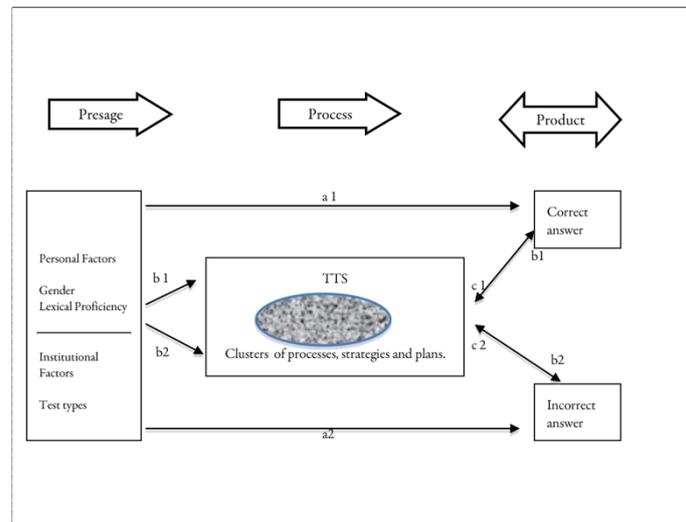 Presage
Process
Product
a 1
Correct
answer
b1
Personal Factors
Gender
Lexical Proficiency
Institutional
Factors
Test types
b 1
b2
TTS
Clusters of processes, strategies and plans.
c 1
c 2
b2
Incorrect
answer
a2